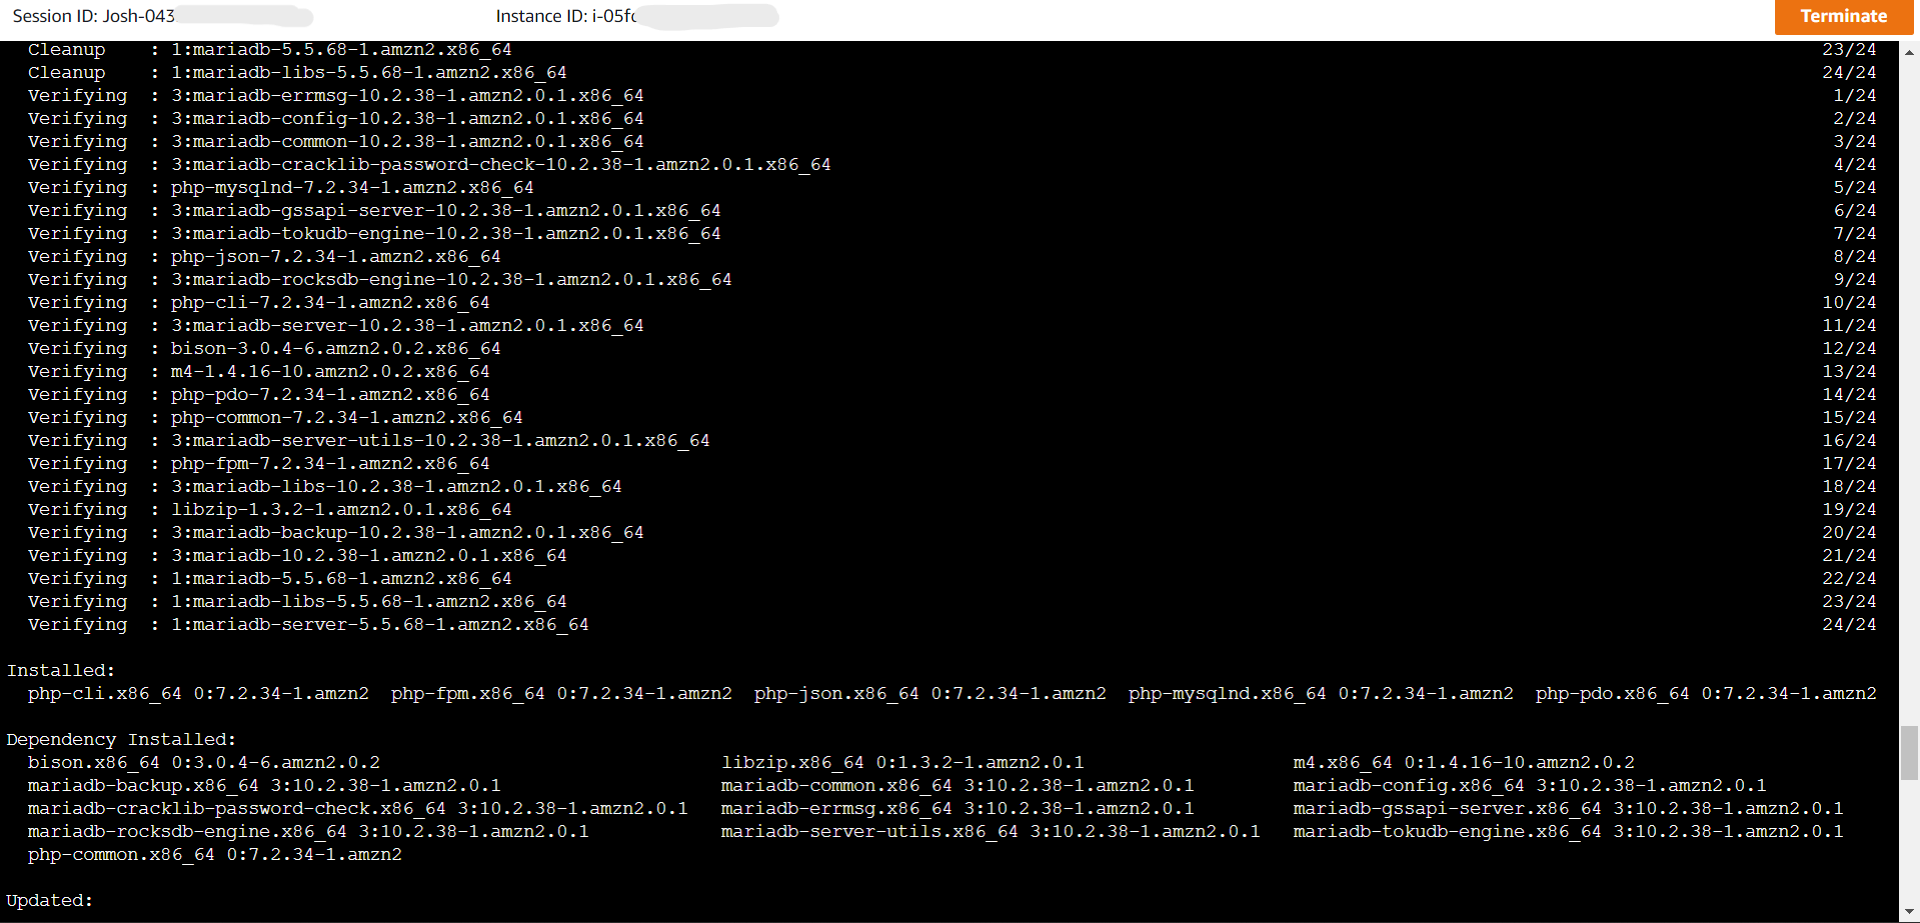 Session ID: Josh-043 Instance ID: i-05f Terminate
Cleanup : 1:mariadb-5.5.68-1.amzn2.x86_64 23/24
Cleanup : 1:mariadb-libs-5.5.68-1.amzn2.x86_64 24/24
Verifying : 3:mariadb-errmsg-10.2.38-1.amzn2.0.1.x86_64 1/24
Verifying : 3:mariadb-config-10.2.38-1.amzn2.0.1.x86_64 2/24
Verifying : 3:mariadb-common-10.2.38-1.amzn2.0.1.x86_64 3/24
Verifying : 3:mariadb-cracklib-password-check-10.2.38-1.amzn2.0.1.x86_64 4/24
Verifying : php-mysqlnd-7.2.34-1.amzn2.x86_64 5/24
Verifying : 3:mariadb-gssapi-server-10.2.38-1.amzn2.0.1.x86_64 6/24
Verifying : 3:mariadb-tokudb-engine-10.2.38-1.amzn2.0.1.x86_64 7/24
Verifying : php-json-7.2.34-1.amzn2.x86_64 8/24
Verifying : 3:mariadb-rocksdb-engine-10.2.38-1.amzn2.0.1.x86_64 9/24
Verifying : php-cli-7.2.34-1.amzn2.x86_64 10/24
Verifying : 3:mariadb-server-10.2.38-1.amzn2.0.1.x86_64 11/24
Verifying : bison-3.0.4-6.amzn2.0.2.x86_64 12/24
Verifying : m4-1.4.16-10.amzn2.0.2.x86_64 13/24
Verifying : php-pdo-7.2.34-1.amzn2.x86_64 14/24
Verifying : php-common-7.2.34-1.amzn2.x86_64 15/24
Verifying : 3:mariadb-server-utils-10.2.38-1.amzn2.0.1.x86_64 16/24
Verifying : php-fpm-7.2.34-1.amzn2.x86_64 17/24
Verifying : 3:mariadb-libs-10.2.38-1.amzn2.0.1.x86_64 18/24
Verifying : libzip-1.3.2-1.amzn2.0.1.x86_64 19/24
Verifying : 3:mariadb-backup-10.2.38-1.amzn2.0.1.x86_64 20/24
Verifying : 3:mariadb-10.2.38-1.amzn2.0.1.x86_64 21/24
Verifying : 1:mariadb-5.5.68-1.amzn2.x86_64 22/24
Verifying : 1:mariadb-libs-5.5.68-1.amzn2.x86_64 23/24
Verifying : 1:mariadb-server-5.5.68-1.amzn2.x86_64 24/24
Installed:
php-cli.x86_64 0:7.2.34-1.amzn2 php-fpm.x86_64 0:7.2.34-1.amzn2 php-json.x86_64 0:7.2.34-1.amzn2 php-mysqlnd.x86_64 0:7.2.34-1.amzn2 php-pdo.x86_64 0:7.2.34-1.amzn2
Dependency Installed:
bison.x86_64 0:3.0.4-6.amzn2.0.2 libzip.x86_64 0:1.3.2-1.amzn2.0.1 m4.x86_64 0:1.4.16-10.amzn2.0.2
mariadb-backup.x86_64 3:10.2.38-1.amzn2.0.1 mariadb-common.x86_64 3:10.2.38-1.amzn2.0.1 mariadb-config.x86_64 3:10.2.38-1.amzn2.0.1
mariadb-cracklib-password-check.x86_64 3:10.2.38-1.amzn2.0.1 mariadb-errmsg.x86_64 3:10.2.38-1.amzn2.0.1 mariadb-gssapi-server.x86_64 3:10.2.38-1.amzn2.0.1
mariadb-rocksdb-engine.x86_64 3:10.2.38-1.amzn2.0.1 mariadb-server-utils.x86_64 3:10.2.38-1.amzn2.0.1 mariadb-tokudb-engine.x86_64 3:10.2.38-1.amzn2.0.1
php-common.x86_64 0:7.2.34-1.amzn2
Updated: